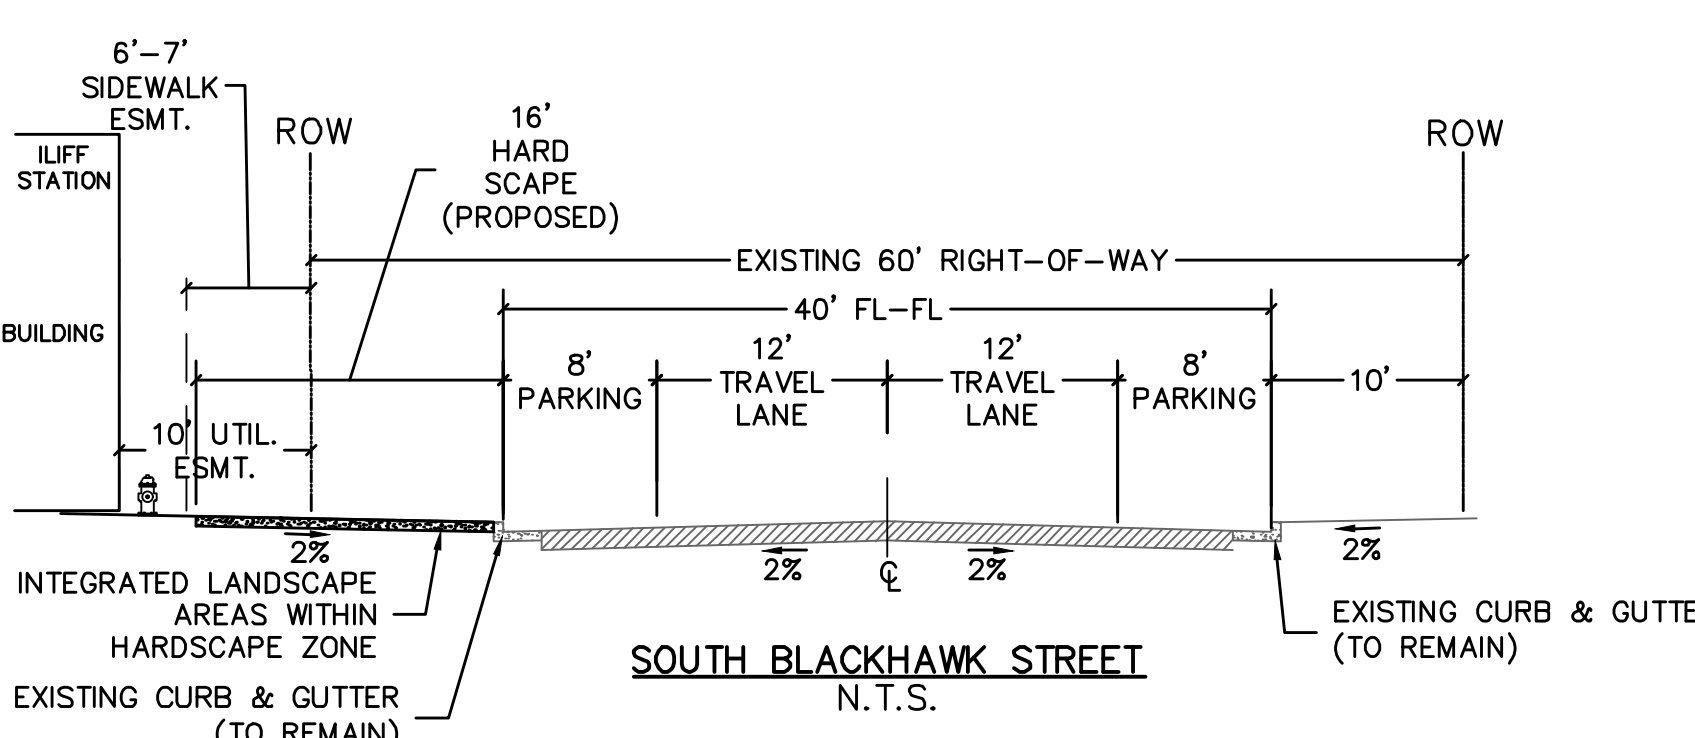 6'-7'
SIDEWALK
ESMT.
ROW
16'
HARD
SCAPE
(PROPOSED)
ROW
ILIFF
STATION
EXISTING 60' RIGHT-OF-WAY
40' FL-FL
BUILDING
8'
PARKING
12'
TRAVEL
LANE
12'
TRAVEL
LANE
8'
PARKING
10'
10' UTIL.
ESMT.
2%
2%
℄
2%
2%
INTEGRATED LANDSCAPE
AREAS WITHIN
HARDSCAPE ZONE
EXISTING CURB & GUTTE
(TO REMAIN)
SOUTH BLACKHAWK STREET
N.T.S.
EXISTING CURB & GUTTER
(TO REMAIN)